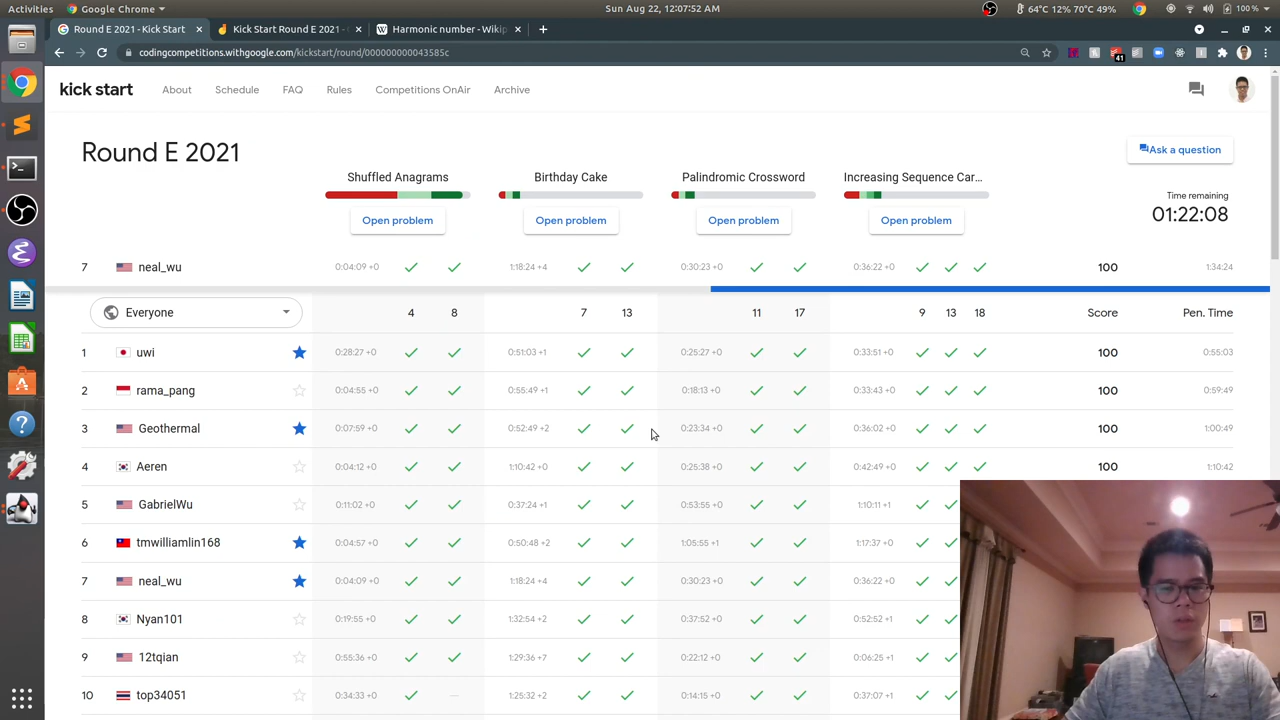 Activities Google Chrome Sun Aug 22, 12:07:52 AM 64°C 12% 70°C 49% 100 %
Round E 2021 - Kick Start Kick Start Round E 2021 - Harmonic number - Wikip
codingcompetitions.withgoogle.com/kickstart/round/000000000043585c 41
kick start About Schedule FAQ Rules Competitions OnAir Archive
Round E 2021 Ask a question
Shuffled Anagrams Birthday Cake Palindromic Crossword Increasing Sequence Car...
Time remaining
01:22:08
Open problem Open problem Open problem Open problem
7 neal_wu 0:04:09 +0 1:18:24 +4 0:30:23 +0 0:36:22 +0 100 1:34:24
Everyone 4 8 7 13 11 17 9 13 18 Score Pen. Time
1 uwi 0:28:27 +0 0:51:03 +1 0:25:27 +0 0:33:51 +0 100 0:55:03
2 rama_pang 0:04:55 +0 0:55:49 +1 0:18:13 +0 0:33:43 +0 100 0:59:49
3 Geothermal 0:07:59 +0 0:52:49 +2 0:23:34 +0 0:36:02 +0 100 1:00:49
4 Aeren 0:04:12 +0 1:10:42 +0 0:25:38 +0 0:42:49 +0 100 1:10:42
5 GabrielWu 0:11:02 +0 0:37:24 +1 0:53:55 +0 1:10:11 +1
6 tmwilliamlin168 0:04:57 +0 0:50:48 +2 1:05:55 +1 1:17:37 +0
7 neal_wu 0:04:09 +0 1:18:24 +4 0:30:23 +0 0:36:22 +0
8 Nyan101 0:19:55 +0 1:32:54 +2 0:37:52 +0 0:52:52 +1
9 12tqian 0:55:36 +0 1:29:36 +7 0:22:12 +0 0:06:25 +1
10 top34051 0:34:33 +0 1:25:32 +2 0:14:15 +0 0:37:07 +1